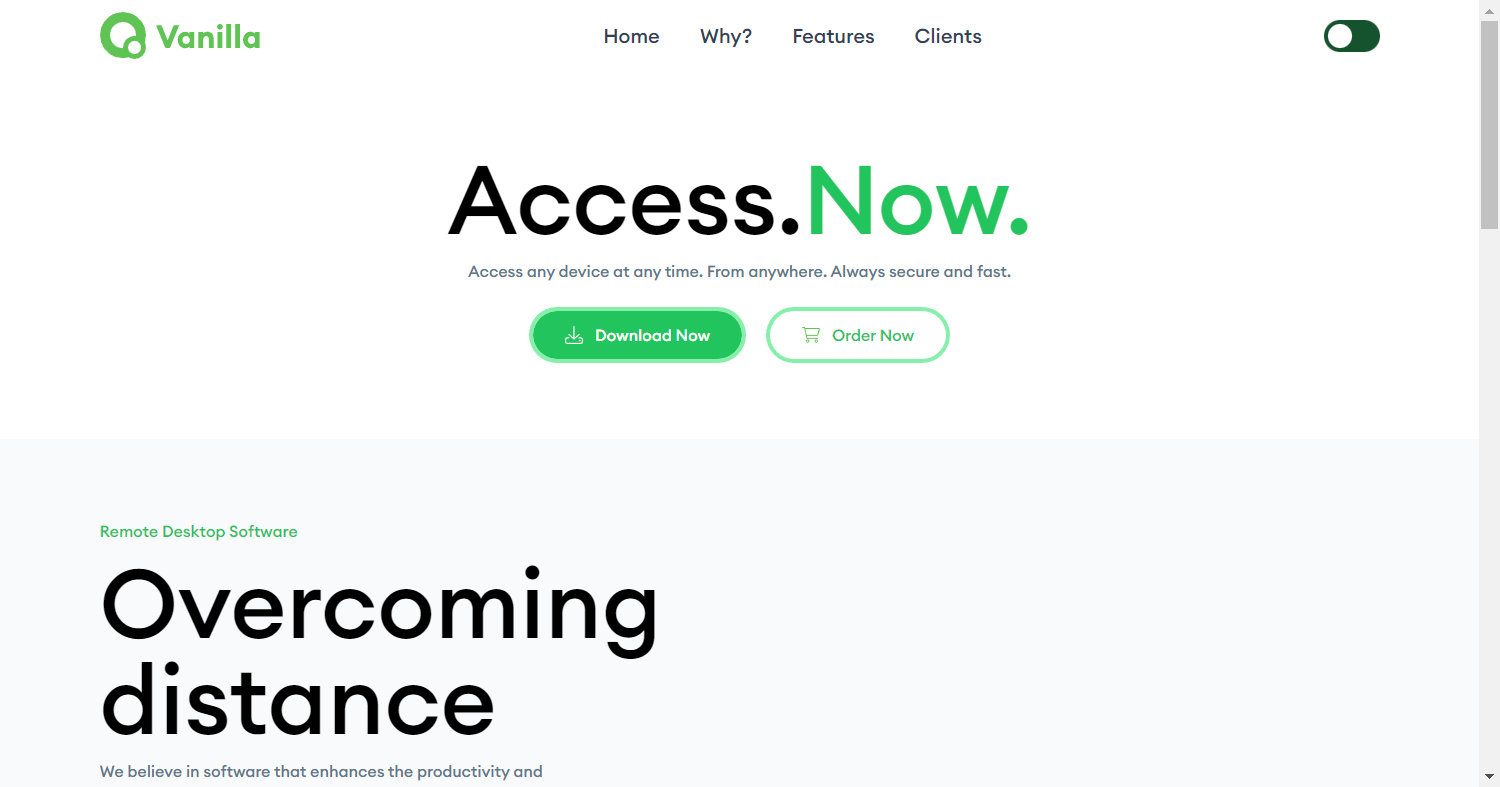 Vanilla
Home Why? Features Clients
Access.Now.
Access any device at any time. From anywhere. Always secure and fast.
Download Now
Order Now
Remote Desktop Software
Overcoming
distance
We believe in software that enhances the productivity and